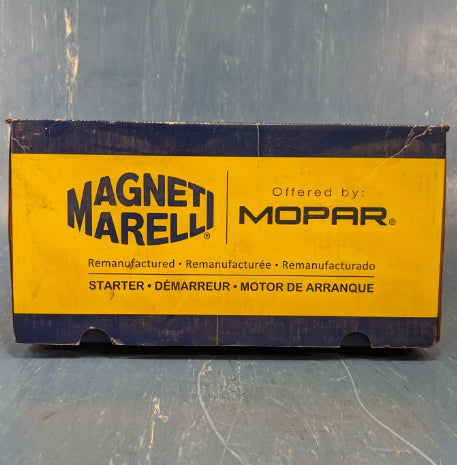 MAGNETI
MARELLI®
Offered by:
MOPAR®
Remanufactured • Remanufacturée • Remanufacturado
STARTER • DÉMARREUR • MOTOR DE ARRANQUE